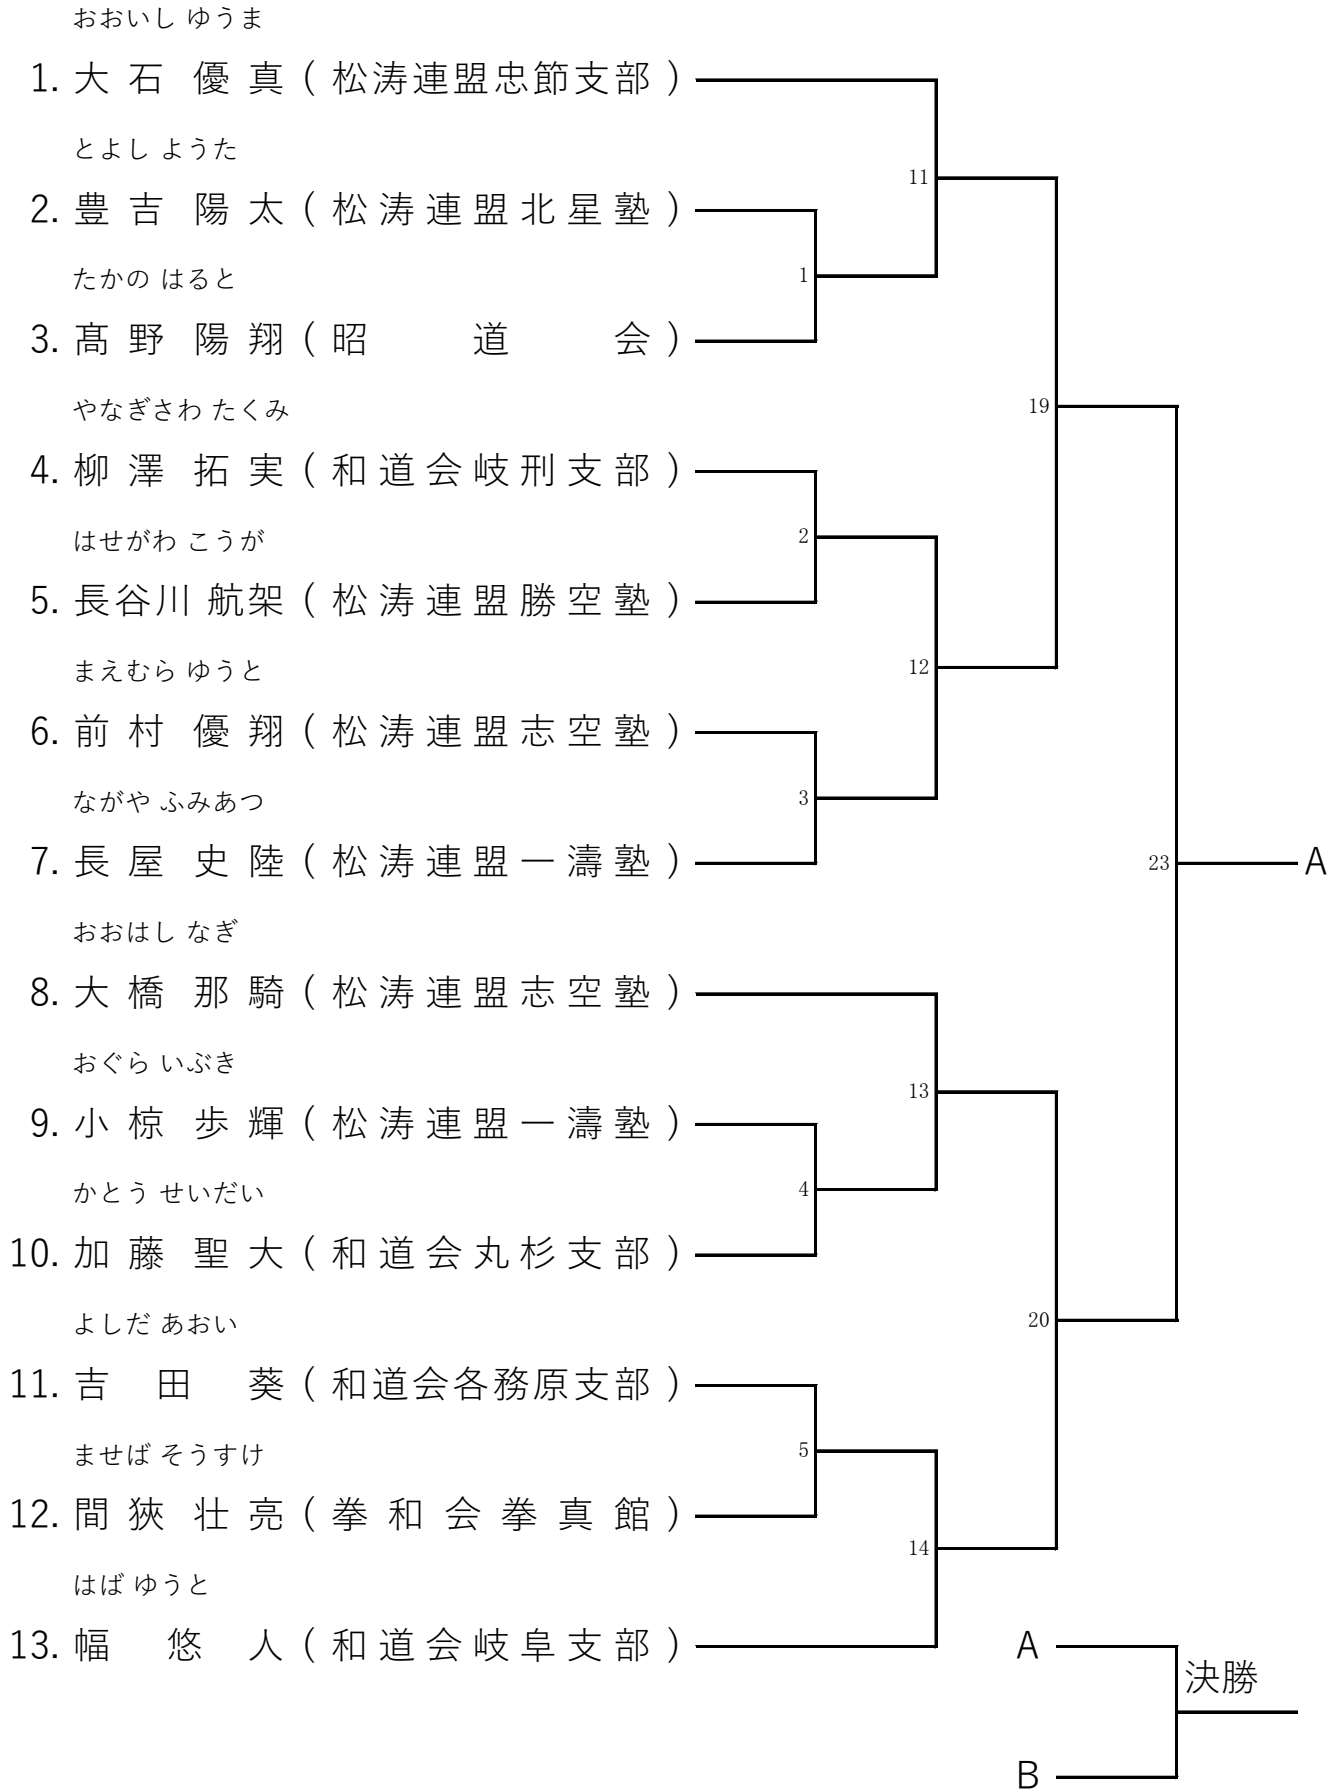 おおいし ゆうま
1. 大石 優真 ( 松涛連盟忠節支部 )
とよし ようた
11
2. 豊吉 陽太 ( 松涛連盟北星塾 )
たかの はると
1
3. 髙野 陽翔 ( 昭道会 )
やなぎさわ たくみ
19
4. 柳澤 拓実 ( 和道会岐刑支部 )
はせがわ こうが
2
5. 長谷川 航架 ( 松涛連盟勝空塾 )
まえむら ゆうと
12
6. 前村 優翔 ( 松涛連盟志空塾 )
ながや ふみあつ
3
7. 長屋 史陸 ( 松涛連盟一濤塾 )
23
A
おおはし なぎ
8. 大橋 那騎 ( 松涛連盟志空塾 )
おぐら いぶき
13
9. 小椋 歩輝 ( 松涛連盟一濤塾 )
かとう せいだい
4
10. 加藤 聖大 ( 和道会丸杉支部 )
よしだ あおい
20
11. 吉田 葵 ( 和道会各務原支部 )
ませば そうすけ
5
12. 間狹 壮亮 ( 拳和会拳真館 )
はば ゆうと
14
13. 幅 悠人 ( 和道会岐阜支部 )
A
決勝
B